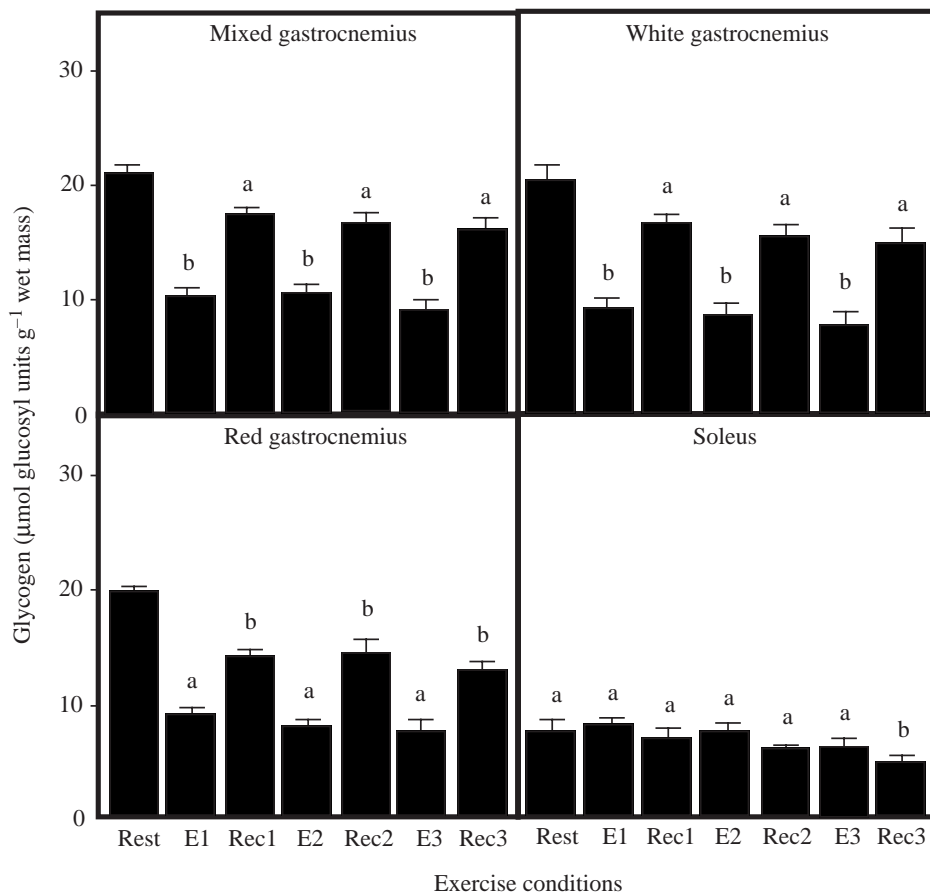 Mixed gastrocnemius
White gastrocnemius
30
20
10
0
a
a
a
b
b
b
a
a
a
b
b
b
Red gastrocnemius
Soleus
30
20
10
0
b
b
b
a
a
a
a
a
a
a
a
a
b
Rest E1 Rec1 E2 Rec2 E3 Rec3
Rest E1 Rec1 E2 Rec2 E3 Rec3
Exercise conditions
Glycogen (μmol glucosyl units g⁻¹ wet mass)